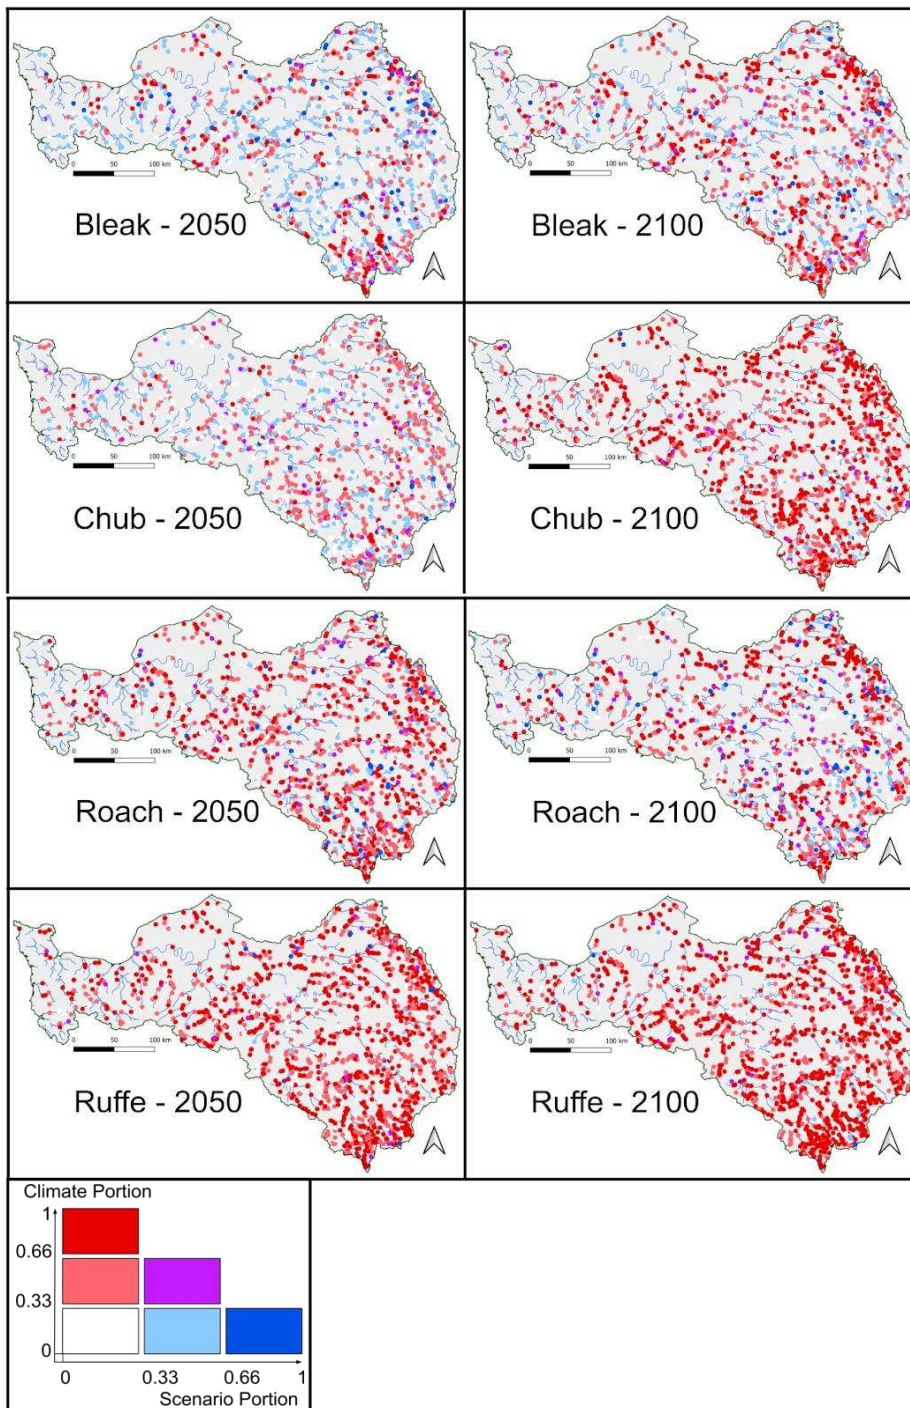 0 50 100 km
0 50 100 km
Bleak - 2050
Bleak - 2100
0 50 100 km
0 50 100 km
Chub - 2050
Chub - 2100
0 50 100 km
0 50 100 km
Roach - 2050
Roach - 2100
0 50 100 km
0 50 100 km
Ruffe - 2050
Ruffe - 2100
Climate Portion
1
0.66
0.33
0
0 0.33 0.66 1
Scenario Portion